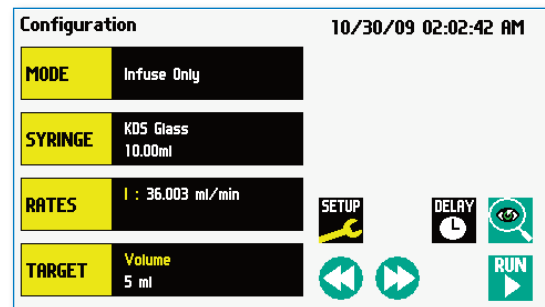 Configuration
10/30/09 02:02:42 AM
MODE
Infuse Only
SYRINGE
KDS Glass
10.00ml
RATES
I : 36.003 ml/min
SETUP
DELAY
TARGET
Volume
5 ml
RUN